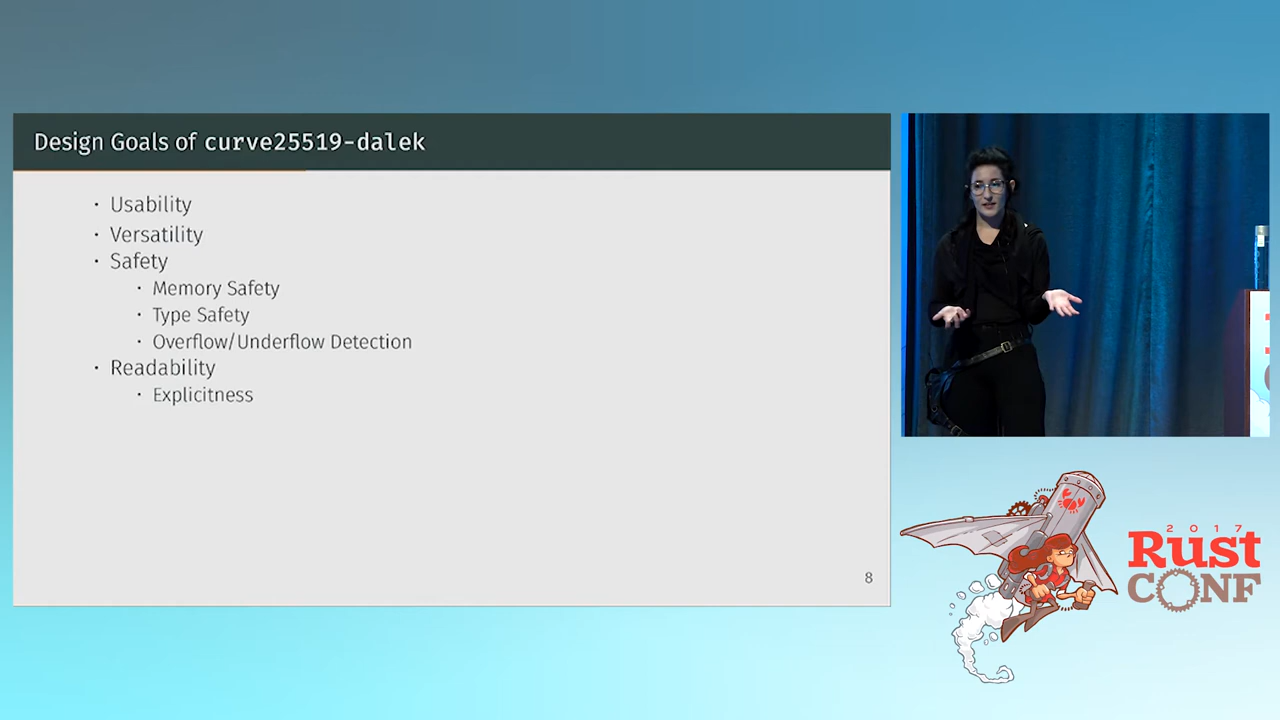 Design Goals of curve25519-dalek
· Usability
· Versatility
· Safety
· Memory Safety
· Type Safety
· Overflow/Underflow Detection
· Readability
· Explicitness
8
2017
Rust
CONF